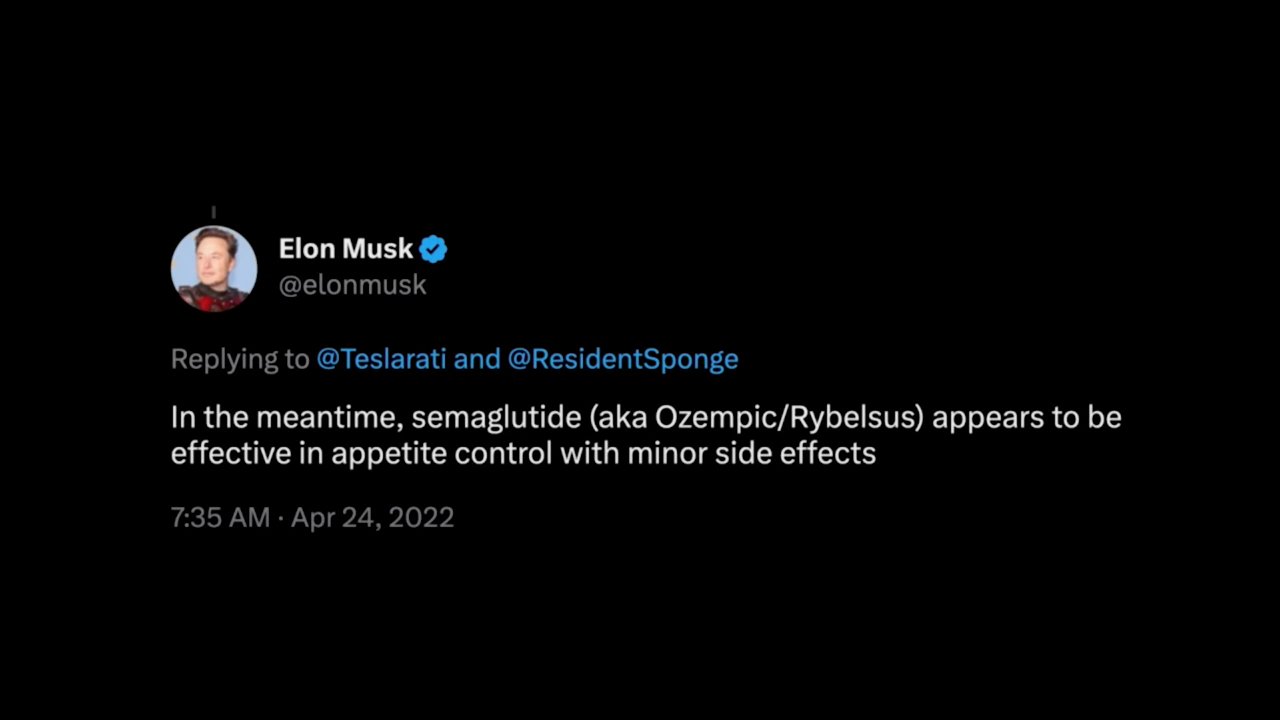 Elon Musk
@elonmusk
Replying to @Teslarati and @ResidentSponge
In the meantime, semaglutide (aka Ozempic/Rybelsus) appears to be
effective in appetite control with minor side effects
7:35 AM · Apr 24, 2022